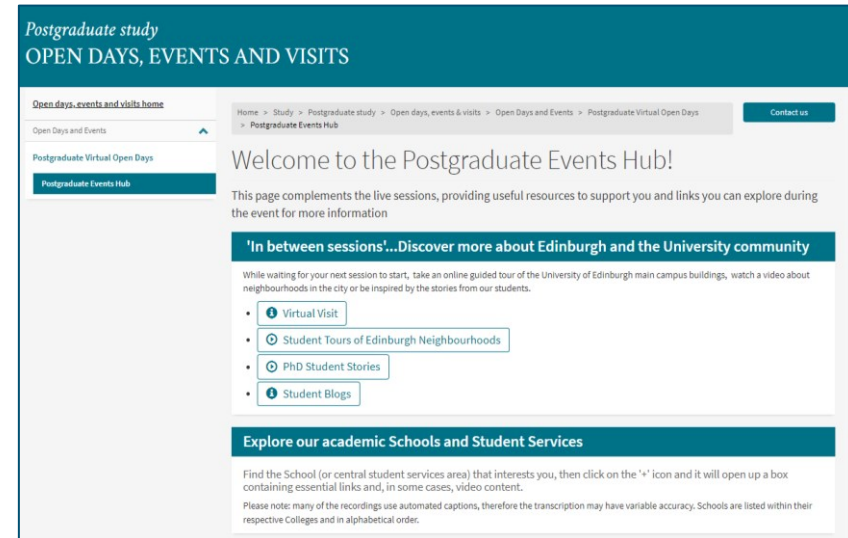 Postgraduate study
OPEN DAYS, EVENTS AND VISITS
Open days, events and visits home
Open Days and Events
Postgraduate Virtual Open Days
Postgraduate Events Hub
Home > Study > Postgraduate study > Open days, events & visits > Open Days and Events > Postgraduate Virtual Open Days
> Postgraduate Events Hub
Contact us
Welcome to the Postgraduate Events Hub!
This page complements the live sessions, providing useful resources to support you and links you can explore during
the event for more information
'In between sessions'...Discover more about Edinburgh and the University community
While waiting for your next session to start, take an online guided tour of the University of Edinburgh main campus buildings, watch a video about
neighbourhoods in the city or be inspired by the stories from our students.
• Virtual Visit
• Student Tours of Edinburgh Neighbourhoods
• PhD Student Stories
• Student Blogs
Explore our academic Schools and Student Services
Find the School (or central student services area) that interests you, then click on the '+' icon and it will open up a box
containing essential links and, in some cases, video content.
Please note: many of the recordings use automated captions, therefore the transcription may have variable accuracy. Schools are listed within their
respective Colleges and in alphabetical order.